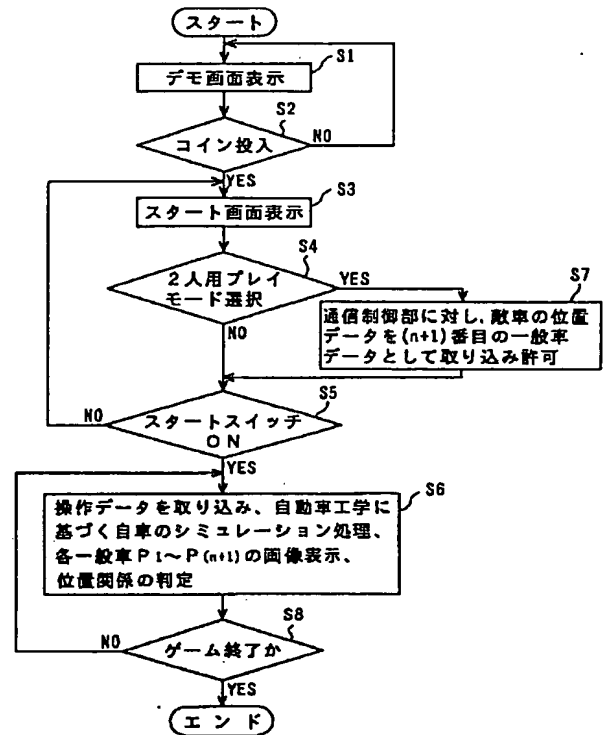 スタート
S1
デモ画面表示
S2
コイン投入
NO
YES
S3
スタート画面表示
S4
2人用プレイ
モード選択
YES
NO
S7
通信制御部に対し,敵車の位置
データを(n+1)番目の一般率
データとして取り込み許可
S5
スタートスイッチ
ON
NO
YES
S6
操作データを取り込み、自動車工学に
基づく自車のシミュレーション処理、
各一般車P1〜P(n+1)の画像表示、
位置関係の判定
S8
ゲーム終了か
NO
YES
エンド